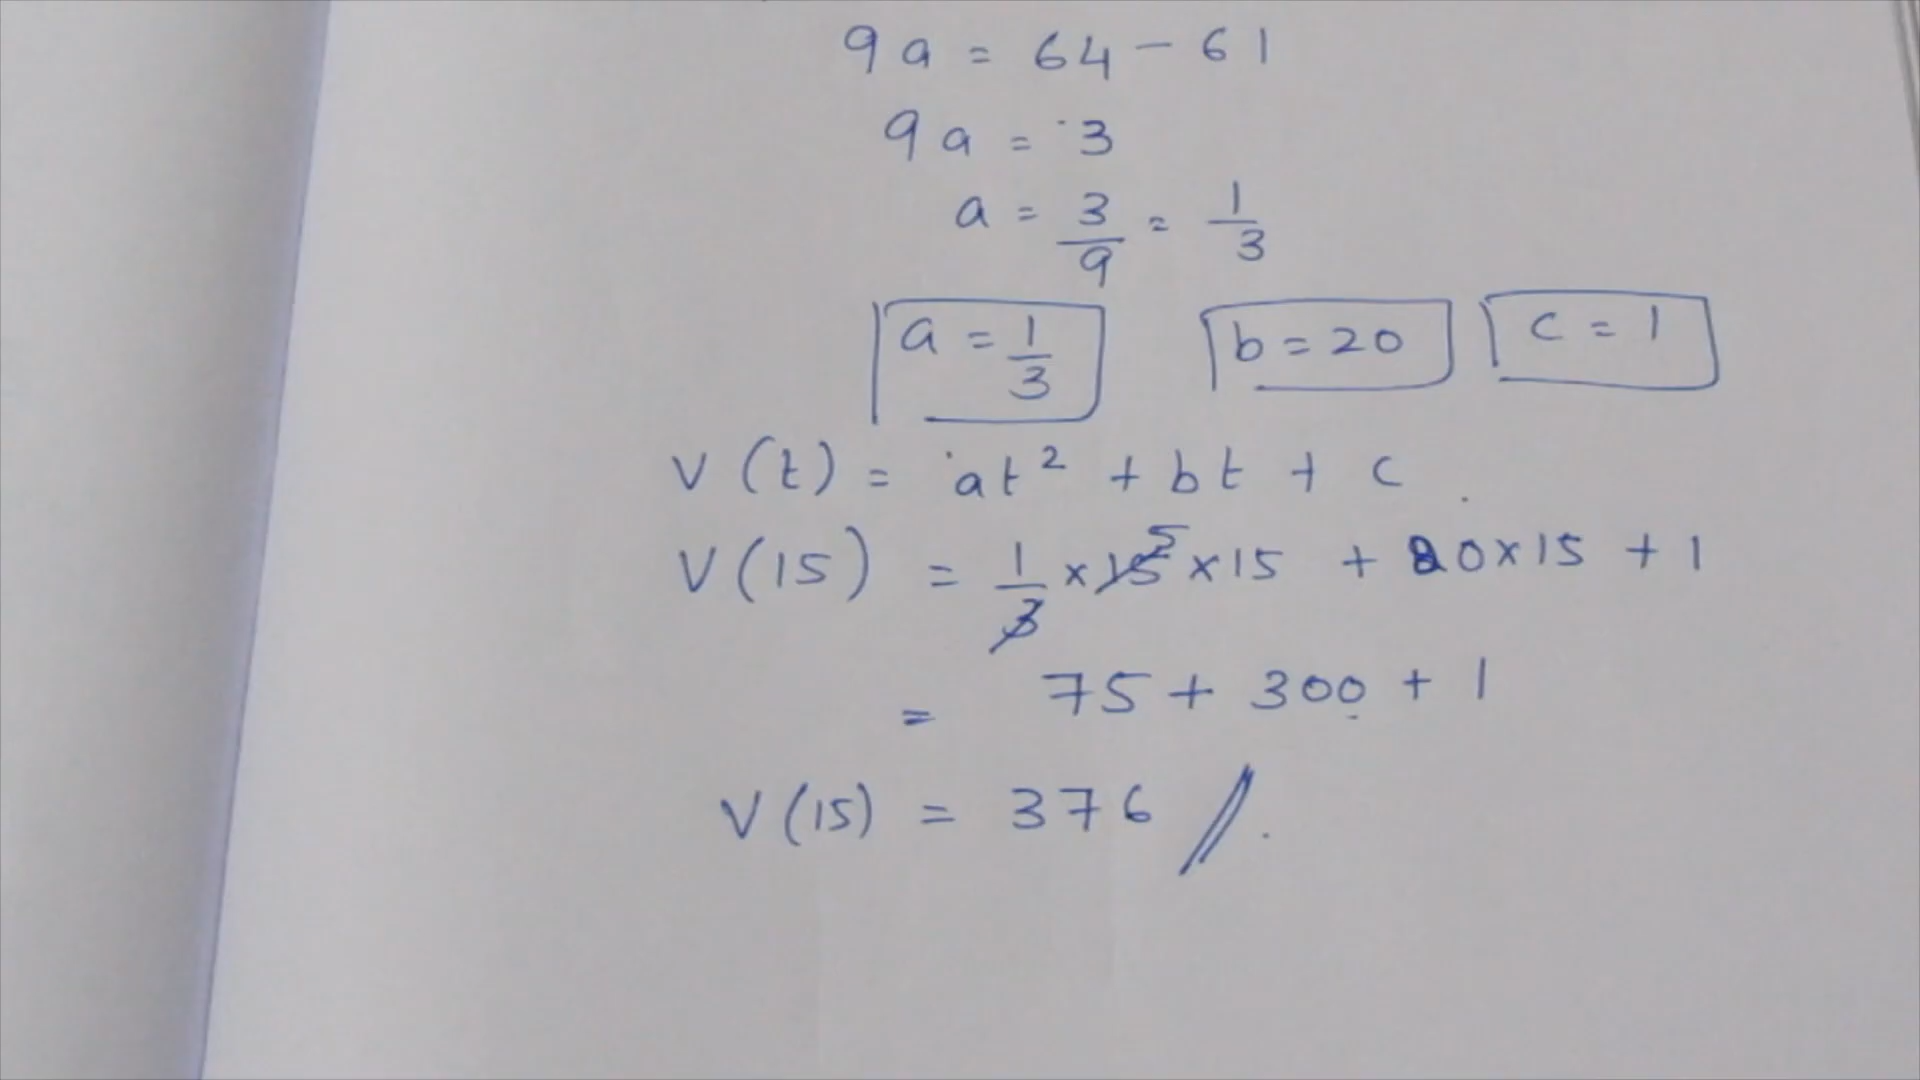 9a = 64 - 61
9a = 3
a = 3/9 = 1/3
a = 1/3 b = 20 c = 1
V(t) = at² + bt + c
V(15) = 1/3 × 15 5 × 15 + 20 × 15 + 1
= 75 + 300 + 1
V(15) = 376 //.